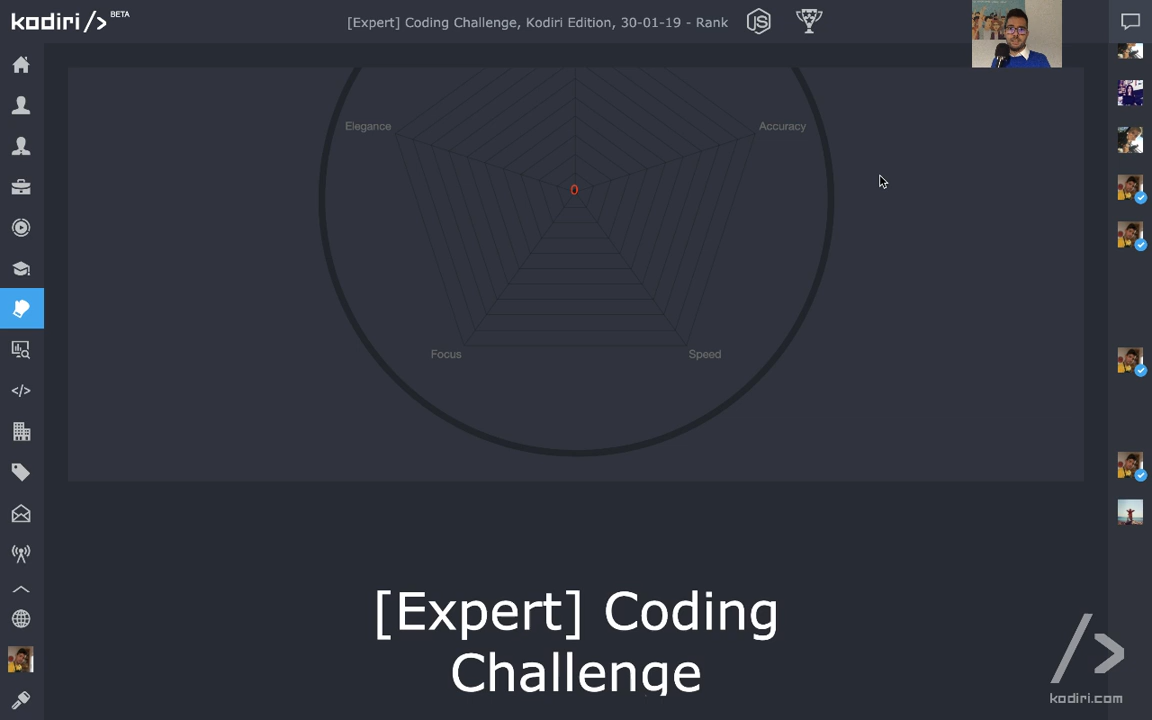 kodiri/> BETA
[Expert] Coding Challenge, Kodiri Edition, 30-01-19 - Rank
JS
Elegance
Accuracy
0
Focus
Speed
</>
[Expert] Coding
Challenge
/>
kodiri.com